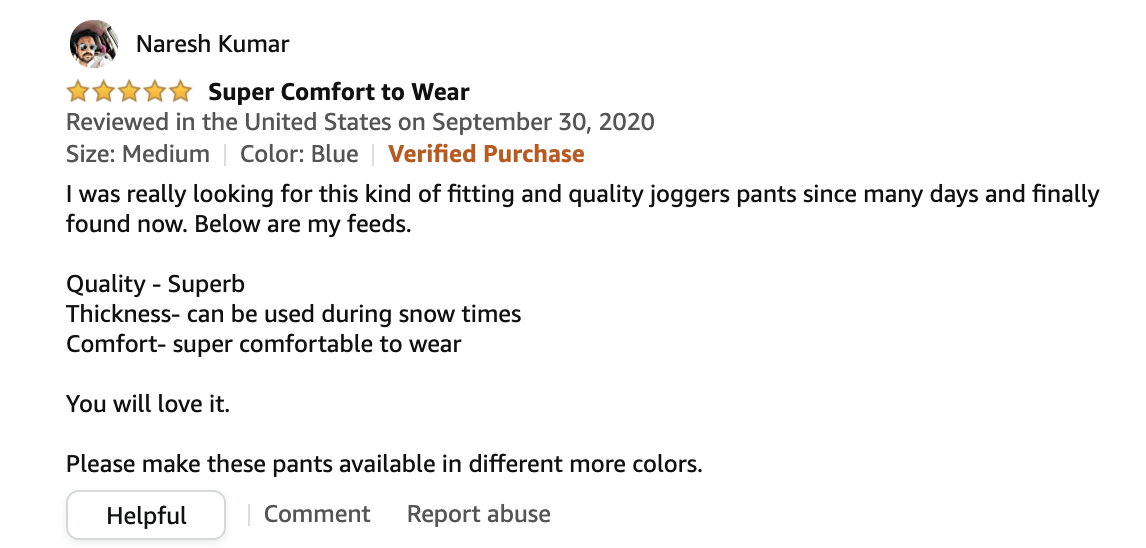 Naresh Kumar
Super Comfort to Wear
Reviewed in the United States on September 30, 2020
Size: Medium | Color: Blue | Verified Purchase
I was really looking for this kind of fitting and quality joggers pants since many days and finally
found now. Below are my feeds.
Quality - Superb
Thickness- can be used during snow times
Comfort- super comfortable to wear
You will love it.
Please make these pants available in different more colors.
Helpful | Comment Report abuse